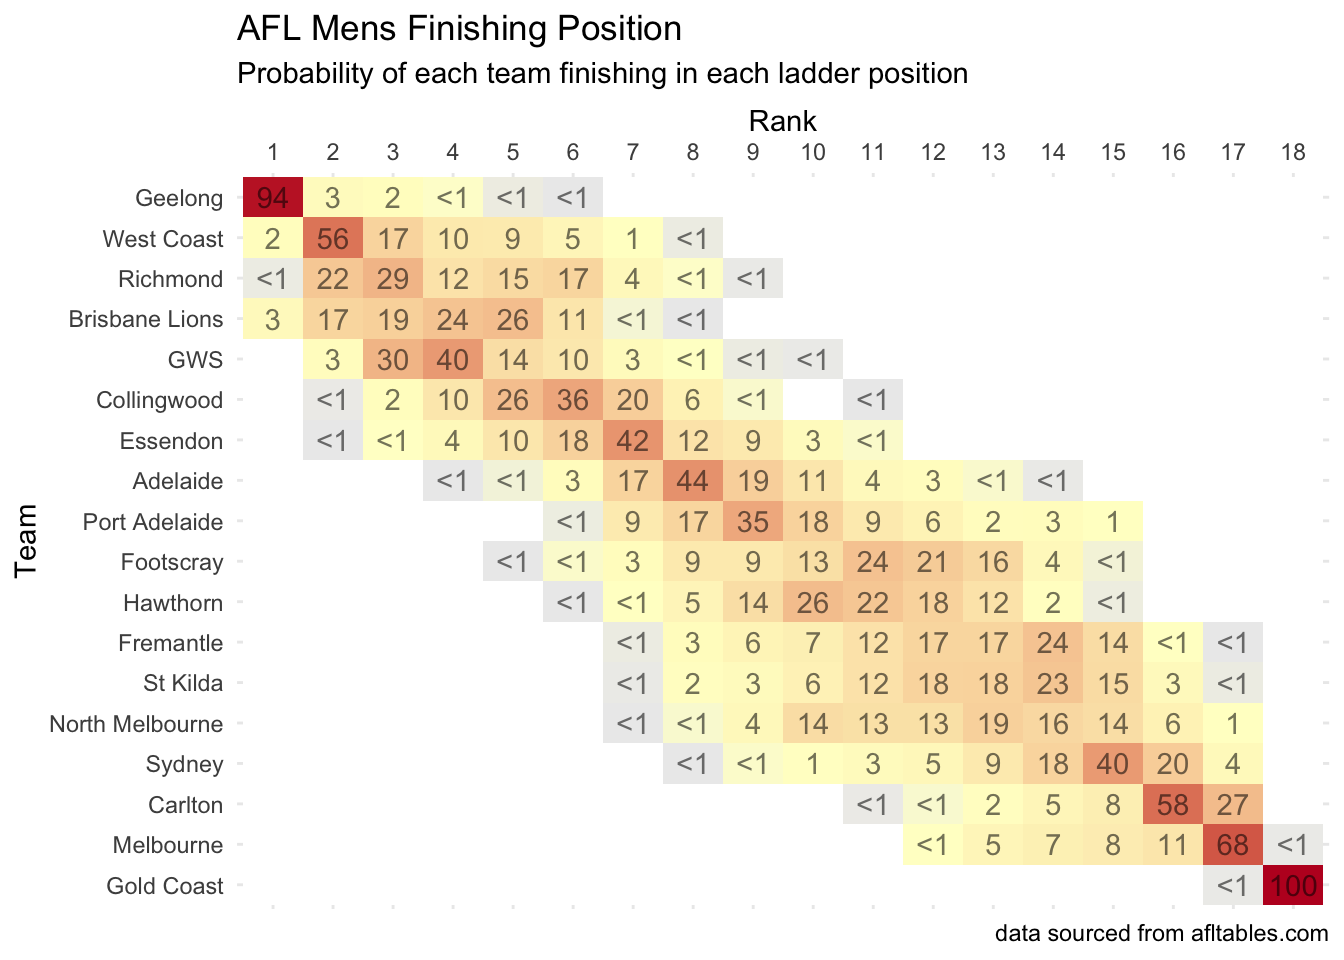 AFL Mens Finishing Position
Probability of each team finishing in each ladder position
Rank
1 2 3 4 5 6 7 8 9 10 11 12 13 14 15 16 17 18
Team
Geelong 94 3 2 <1 <1 <1
West Coast 2 56 17 10 9 5 1 <1
Richmond <1 22 29 12 15 17 4 <1 <1
Brisbane Lions 3 17 19 24 26 11 <1 <1
GWS 3 30 40 14 10 3 <1 <1 <1
Collingwood <1 2 10 26 36 20 6 <1 <1
Essendon <1 <1 4 10 18 42 12 9 3 <1
Adelaide <1 <1 3 17 44 19 11 4 3 <1 <1
Port Adelaide <1 9 17 35 18 9 6 2 3 1
Footscray <1 <1 3 9 9 13 24 21 16 4 <1
Hawthorn <1 <1 5 14 26 22 18 12 2 <1
Fremantle <1 3 6 7 12 17 17 24 14 <1 <1
St Kilda <1 2 3 6 12 18 18 23 15 3 <1
North Melbourne <1 <1 4 14 13 13 19 16 14 6 1
Sydney <1 <1 1 3 5 9 18 40 20 4
Carlton <1 <1 2 5 8 58 27
Melbourne <1 5 7 8 11 68 <1
Gold Coast <1 100
data sourced from afltables.com